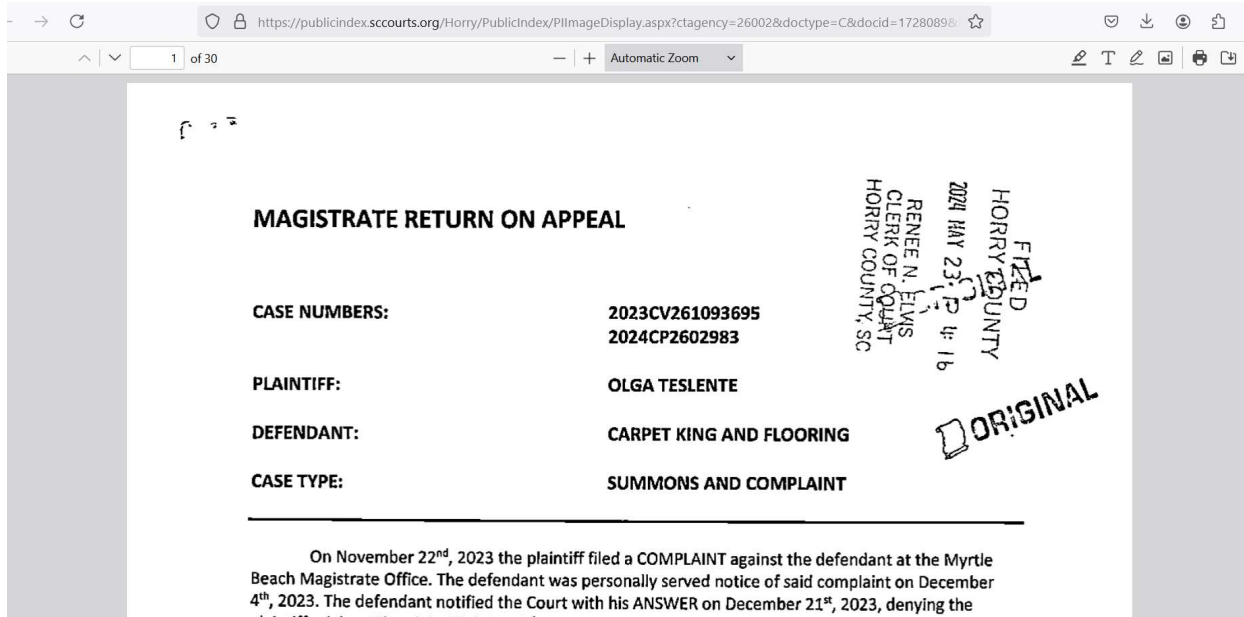 https://publicindex.sccourts.org/Horry/PublicIndex/PIImageDisplay.aspx?ctagency=26002&doctype=C&docid=1728089
1 of 30
Automatic Zoom
MAGISTRATE RETURN ON APPEAL
FILED
HORRY COUNTY
2024 MAY 23 P 4: 16
RENEE N. ELVIS
CLERK OF COURT
HORRY COUNTY, SC
CASE NUMBERS: 2023CV261093695
2024CP2602983
PLAINTIFF: OLGA TESLENTE
DEFENDANT: CARPET KING AND FLOORING
ORIGINAL
CASE TYPE: SUMMONS AND COMPLAINT
On November 22nd, 2023 the plaintiff filed a COMPLAINT against the defendant at the Myrtle
Beach Magistrate Office. The defendant was personally served notice of said complaint on December
4th, 2023. The defendant notified the Court with his ANSWER on December 21st, 2023, denying the